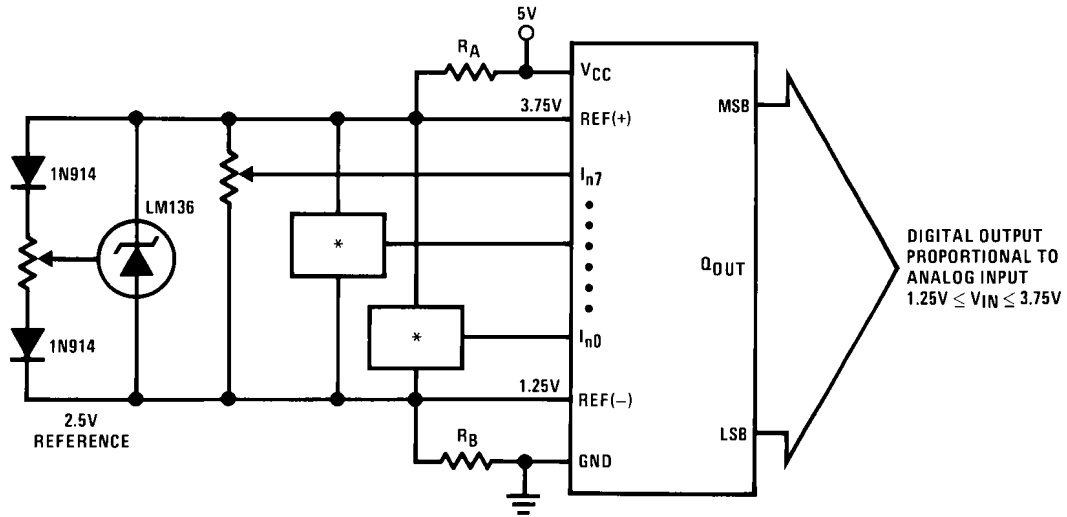 5V
RA
VCC
3.75V
REF(+)
MSB
1N914
In7
LM136
*
QOUT
DIGITAL OUTPUT
PROPORTIONAL TO
ANALOG INPUT
1.25V ≤ VIN ≤ 3.75V
*
In0
1N914
1.25V
REF(−)
2.5V
REFERENCE
LSB
RB
GND